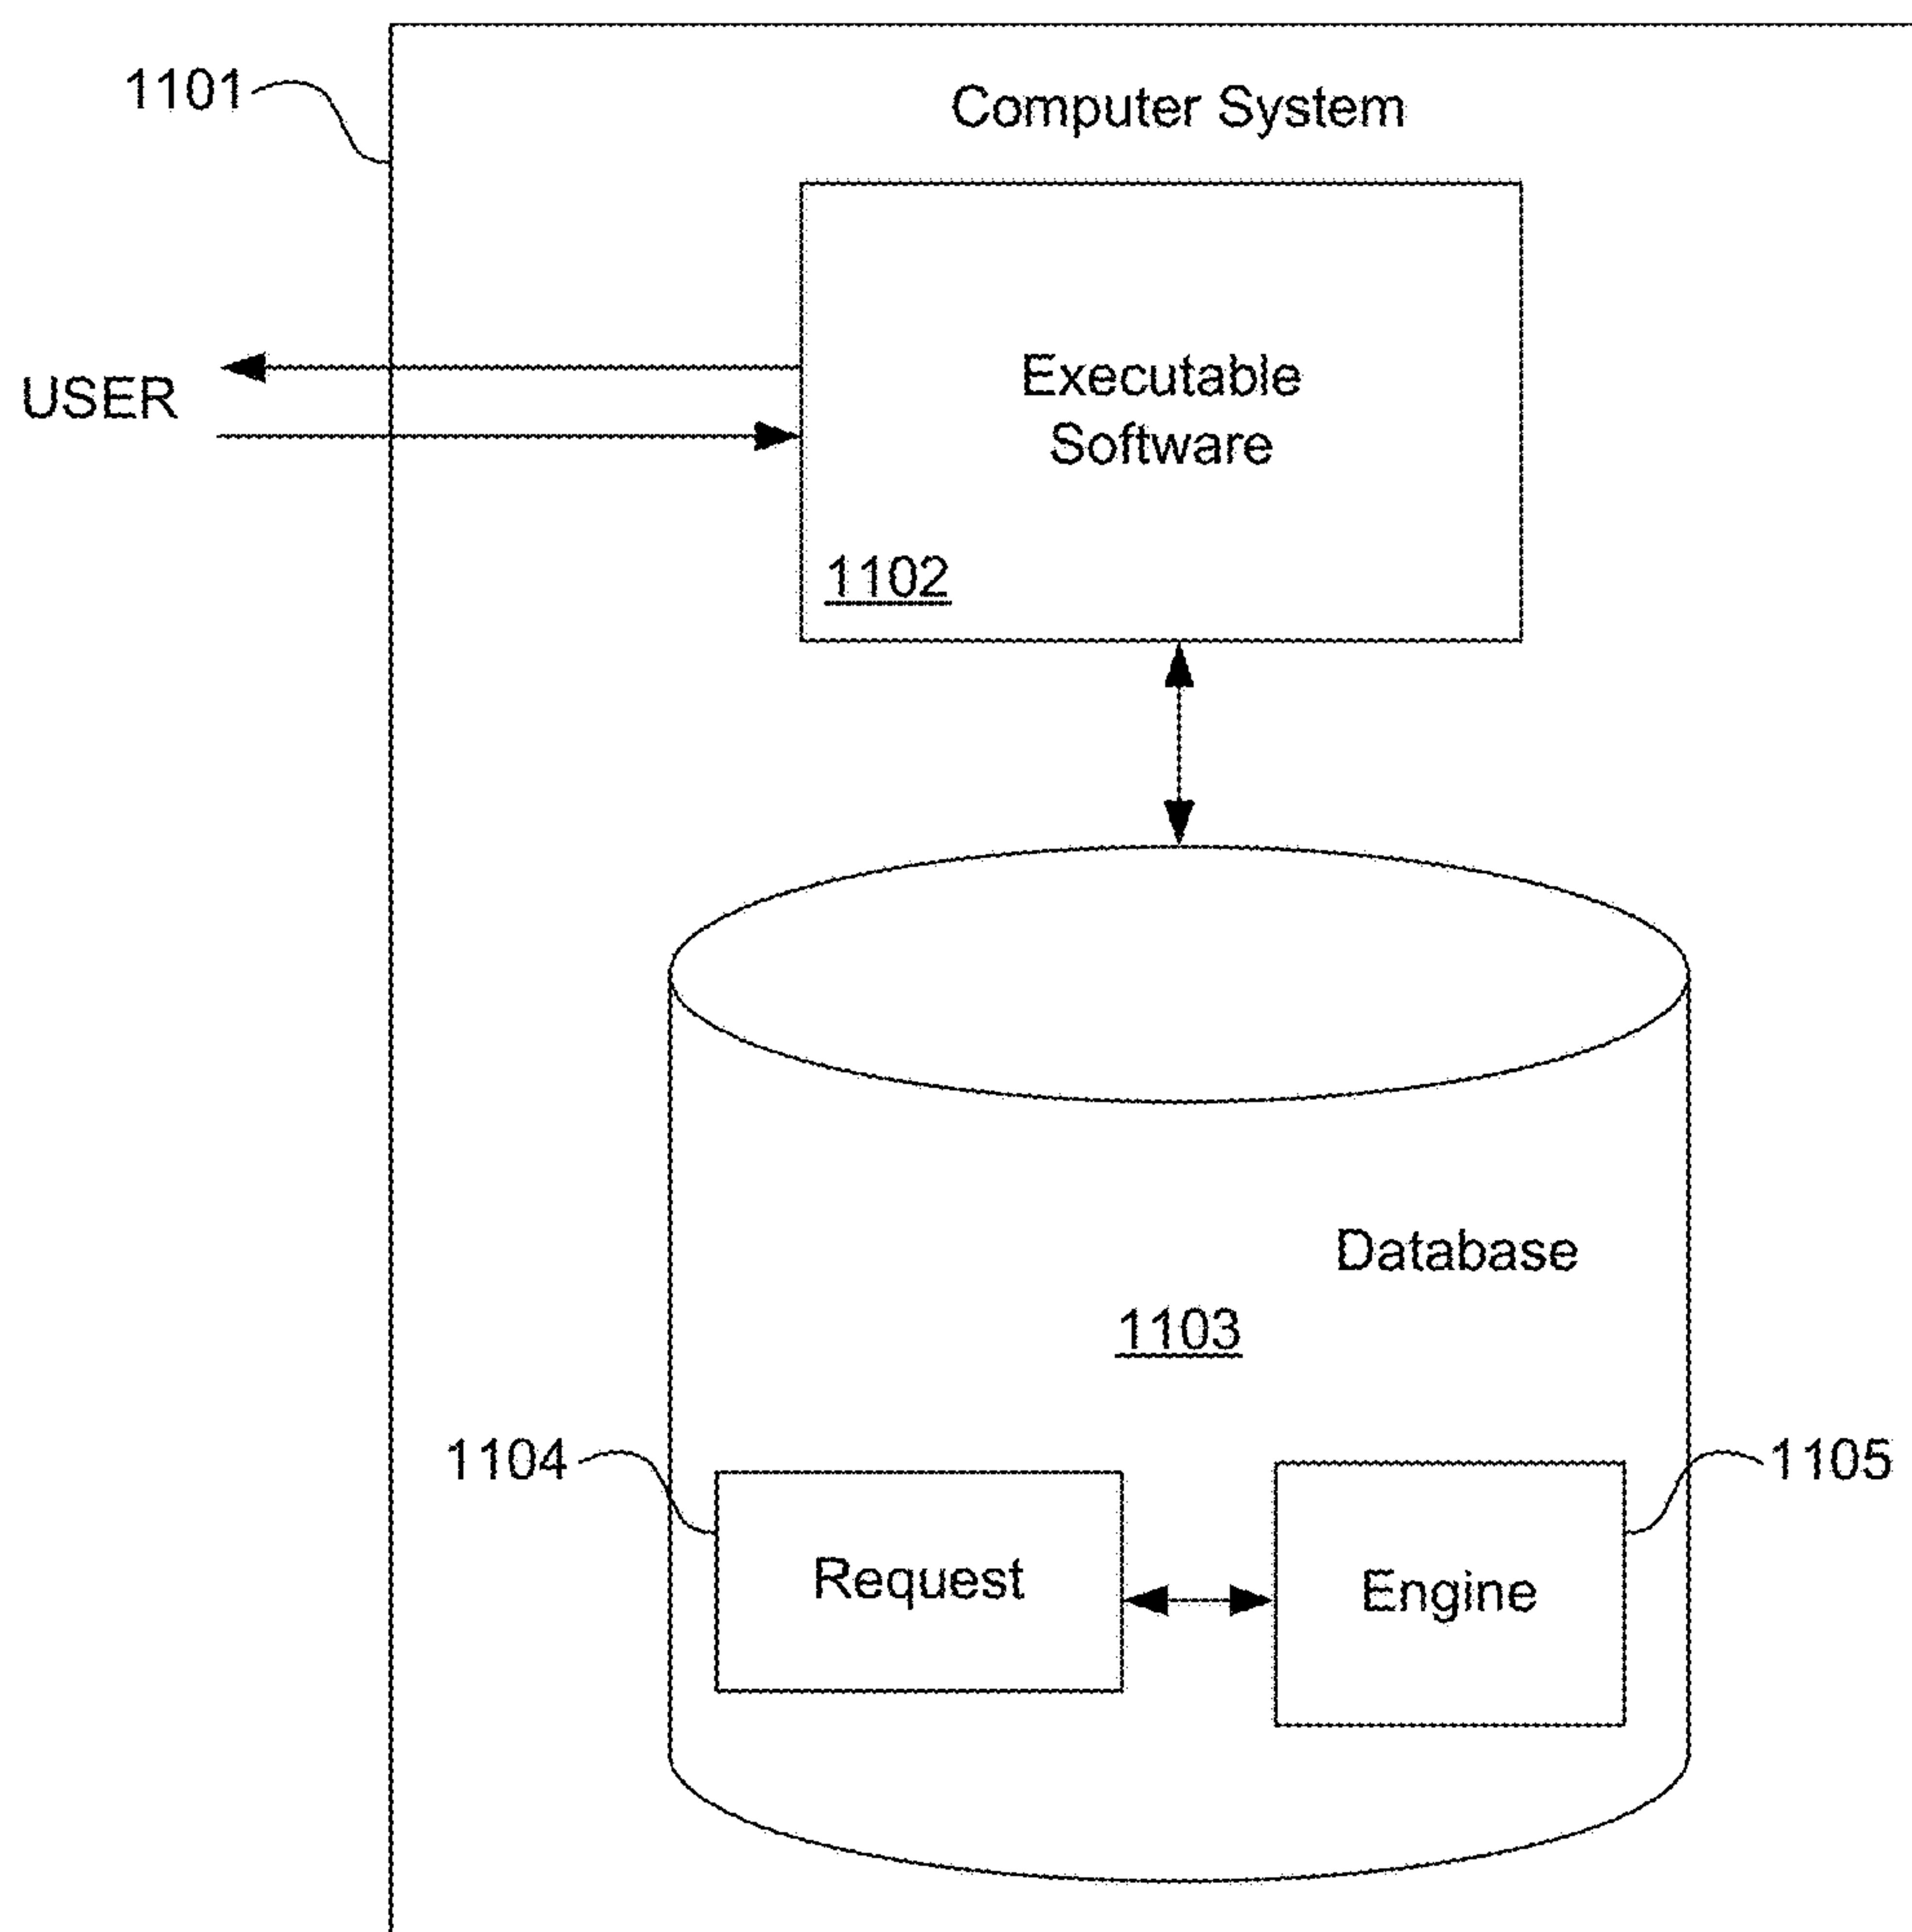 1101
Computer System
USER
Executable
Software
1102
Database
1103
1104
1105
Request
Engine